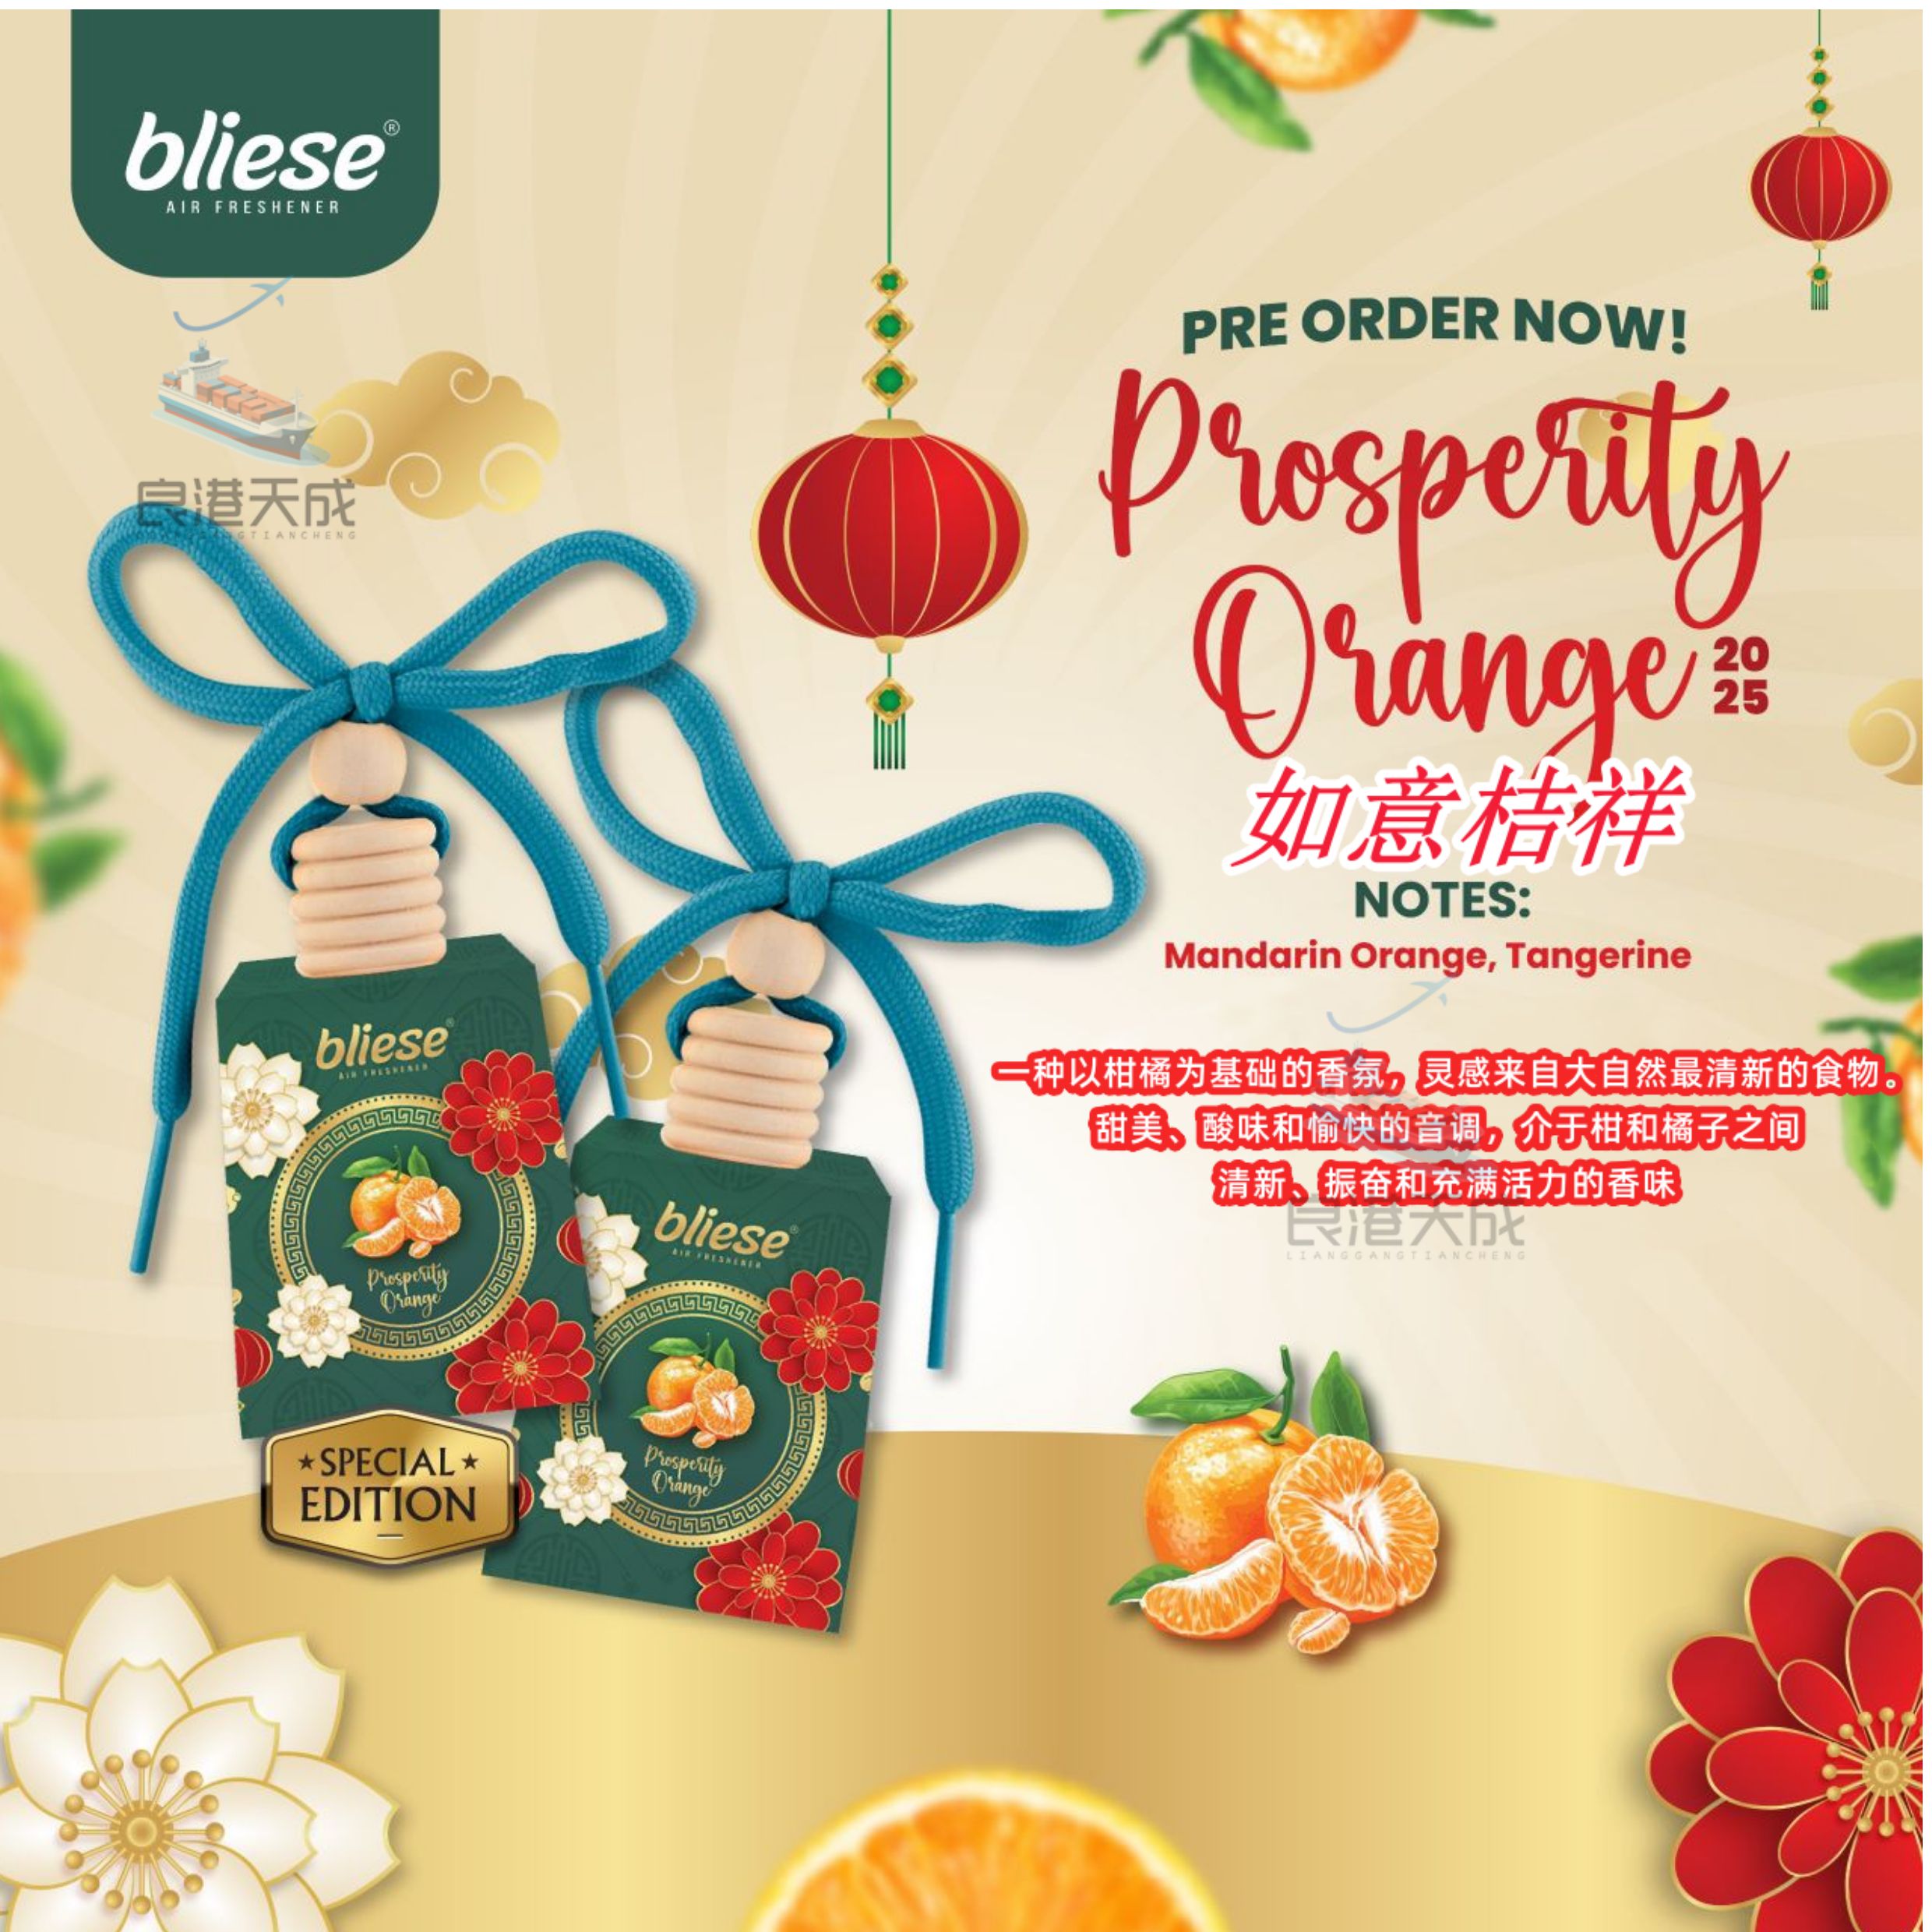 bliese®
AIR FRESHENER
良港天成
PRE ORDER NOW!
Prosperity
Orange
20
25
如意桔祥
NOTES:
Mandarin Orange, Tangerine
一种以柑橘为基础的香氛，灵感来自大自然最清新的食物。
甜美、酸味和愉快的音调，介于柑和橘子之间
清新、振奋和充满活力的香味
良港天成
LIANGGANGTIANCHENG
bliese®
AIR FRESHENER
Prosperity
Orange
bliese®
AIR FRESHENER
Prosperity
Orange
SPECIAL
EDITION